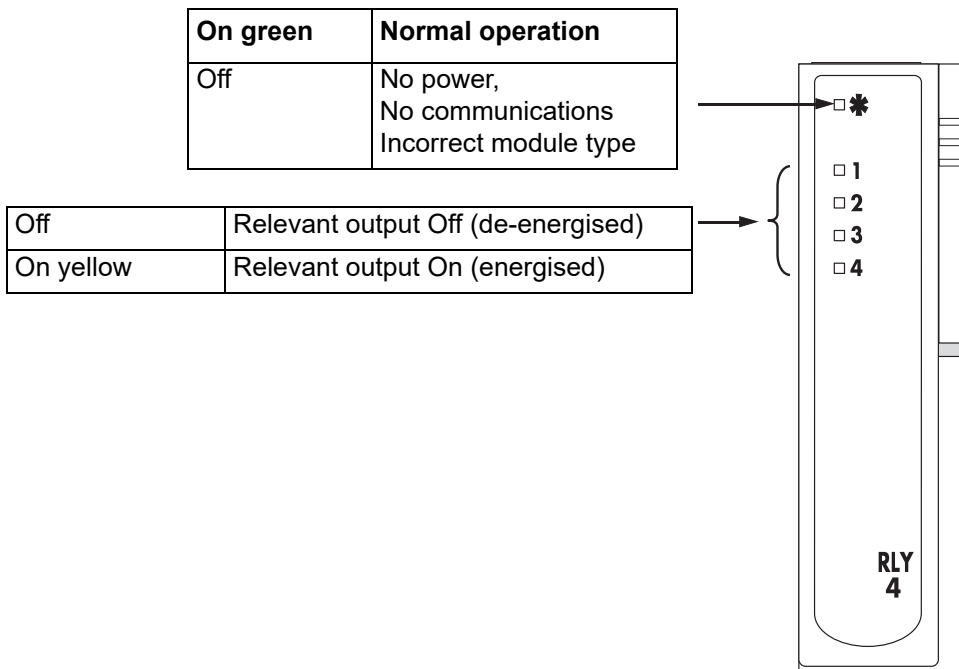 On green Normal operation
Off No power,
No communications
Incorrect module type
Off Relevant output Off (de-energised)
On yellow Relevant output On (energised)
✱
1
2
3
4
RLY
4